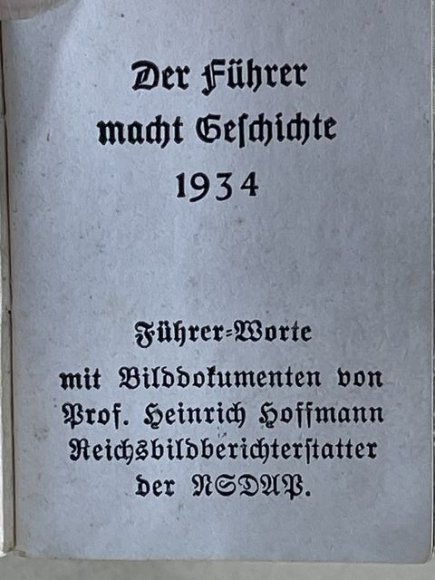 Der Führer
macht Geschichte
1934
Führer-Worte
mit Bilddokumenten von
Prof. Heinrich Hoffmann
Reichsbildberichterstatter
der NSDAP.